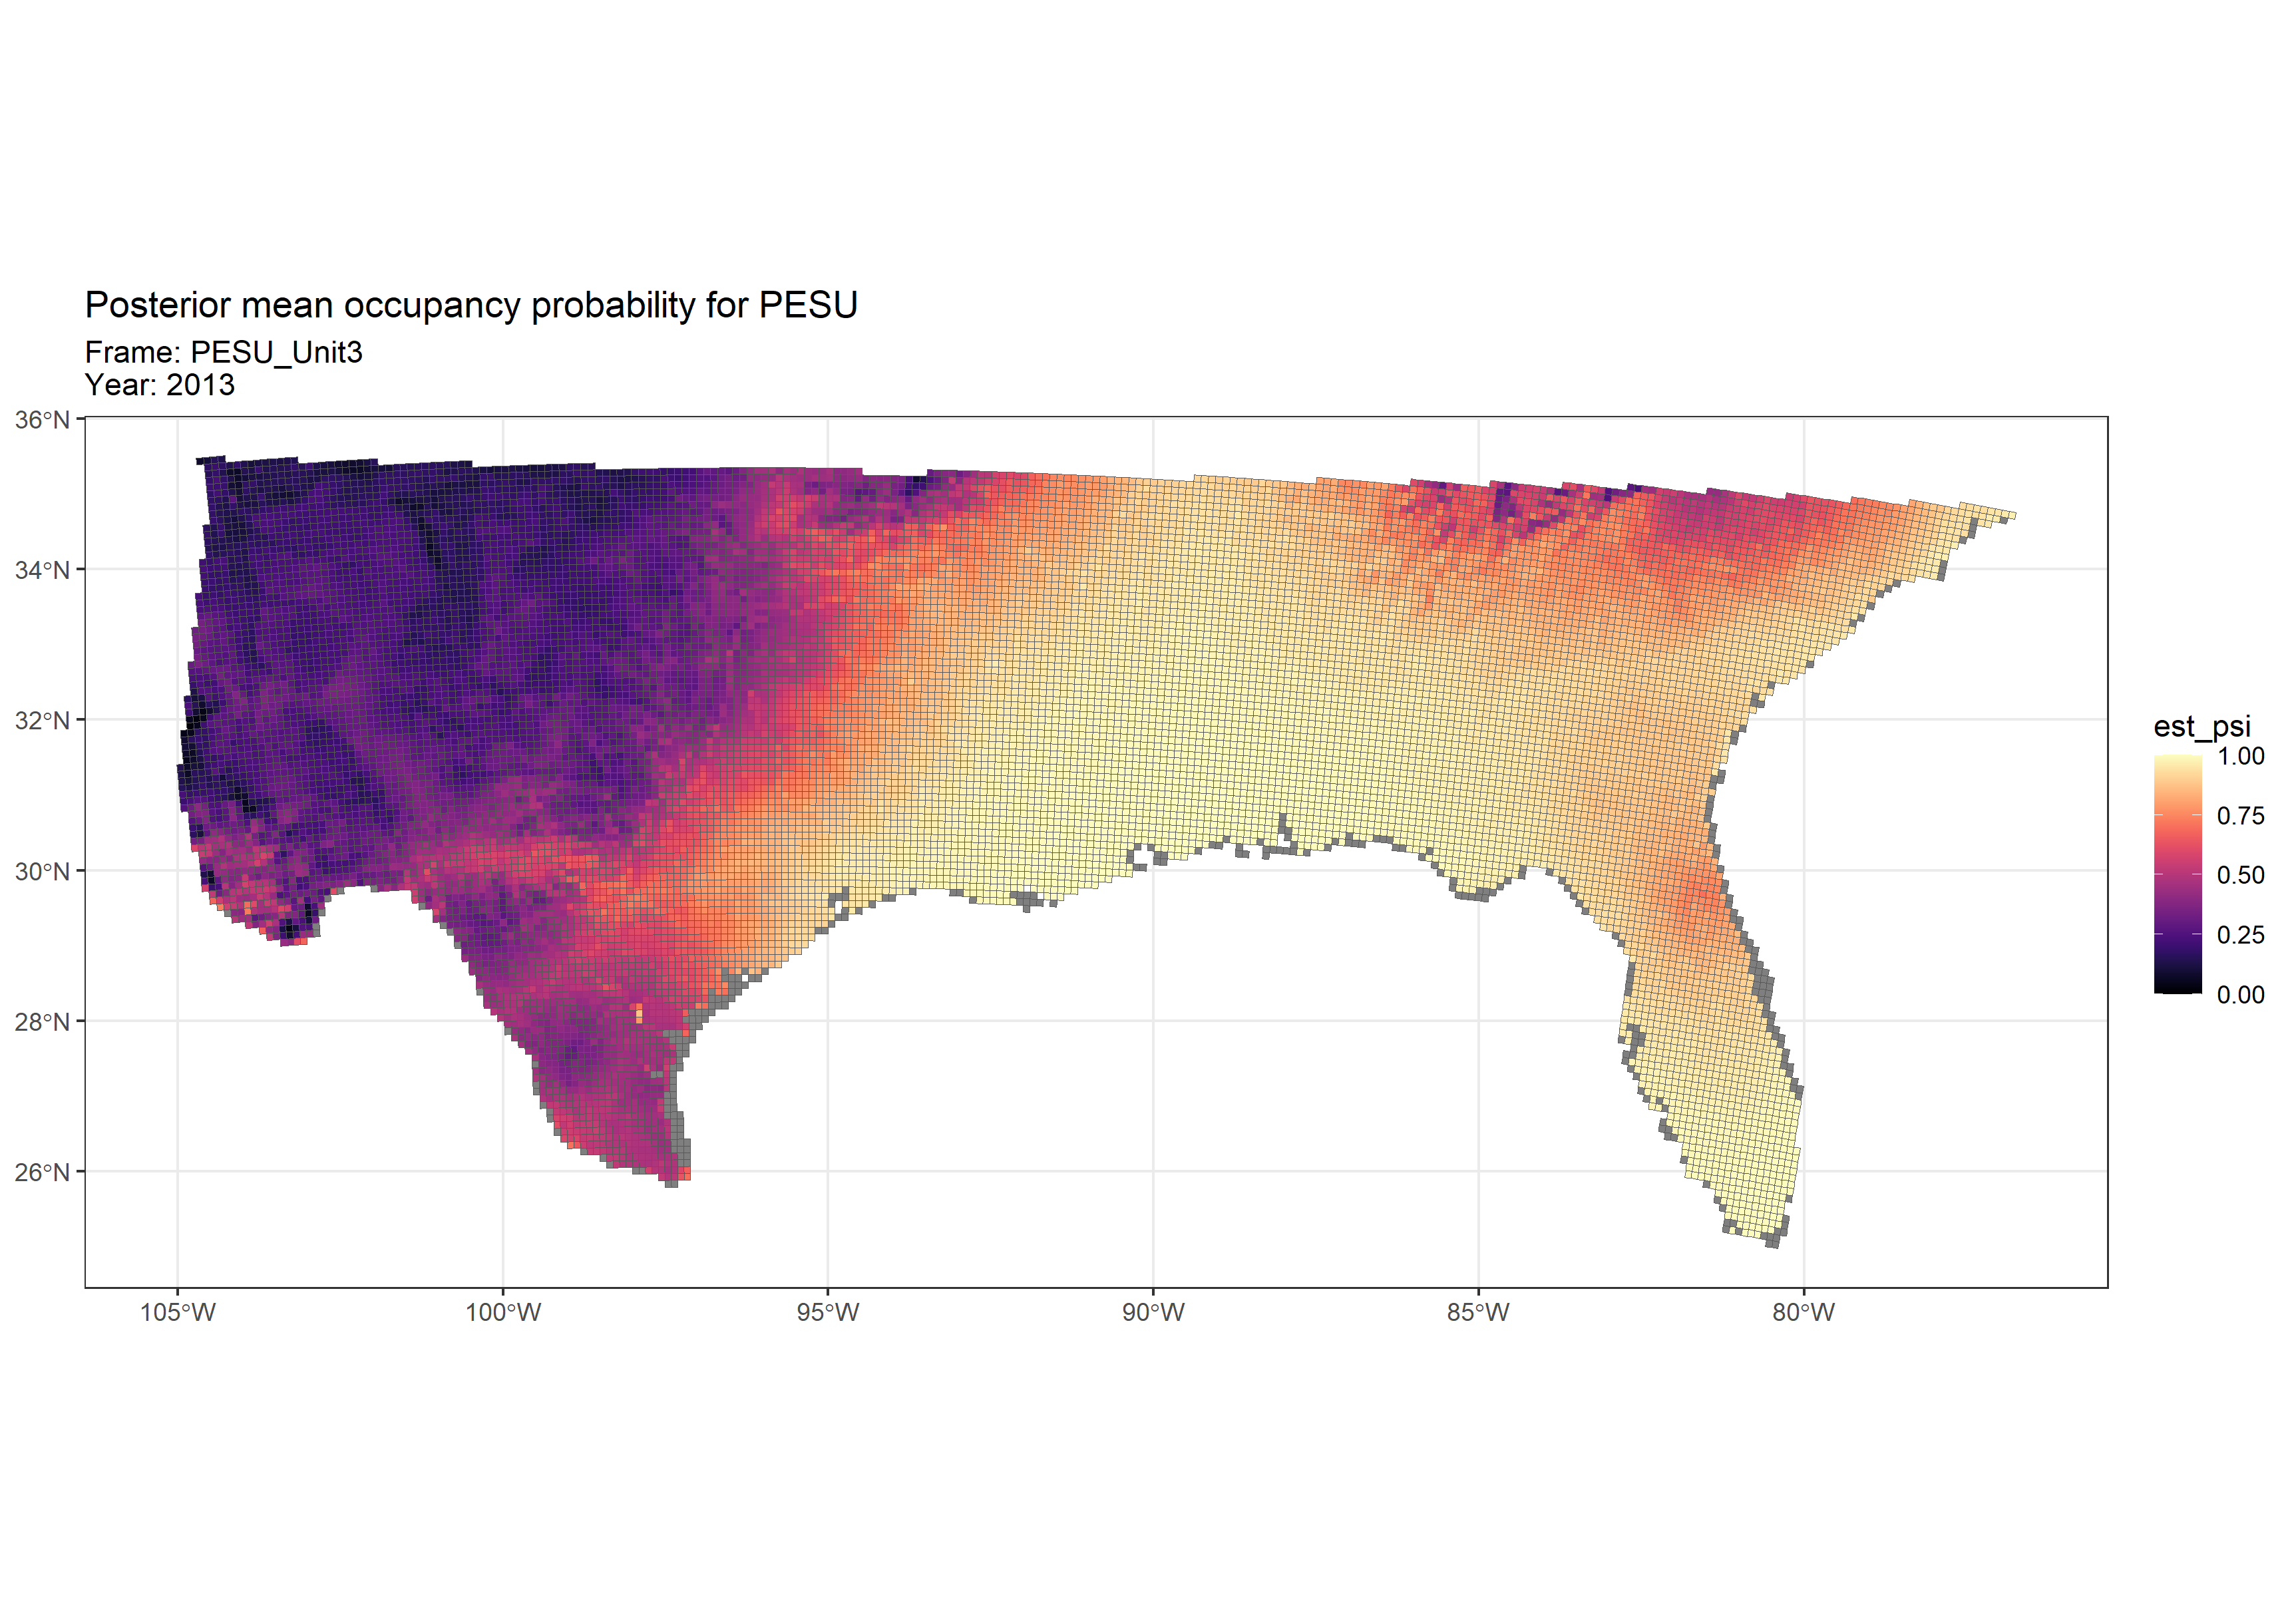 Posterior mean occupancy probability for PESU
Frame: PESU_Unit3
Year: 2013
36°N
34°N
32°N
30°N
28°N
26°N
105°W
100°W
95°W
90°W
85°W
80°W
est_psi
1.00
0.75
0.50
0.25
0.00